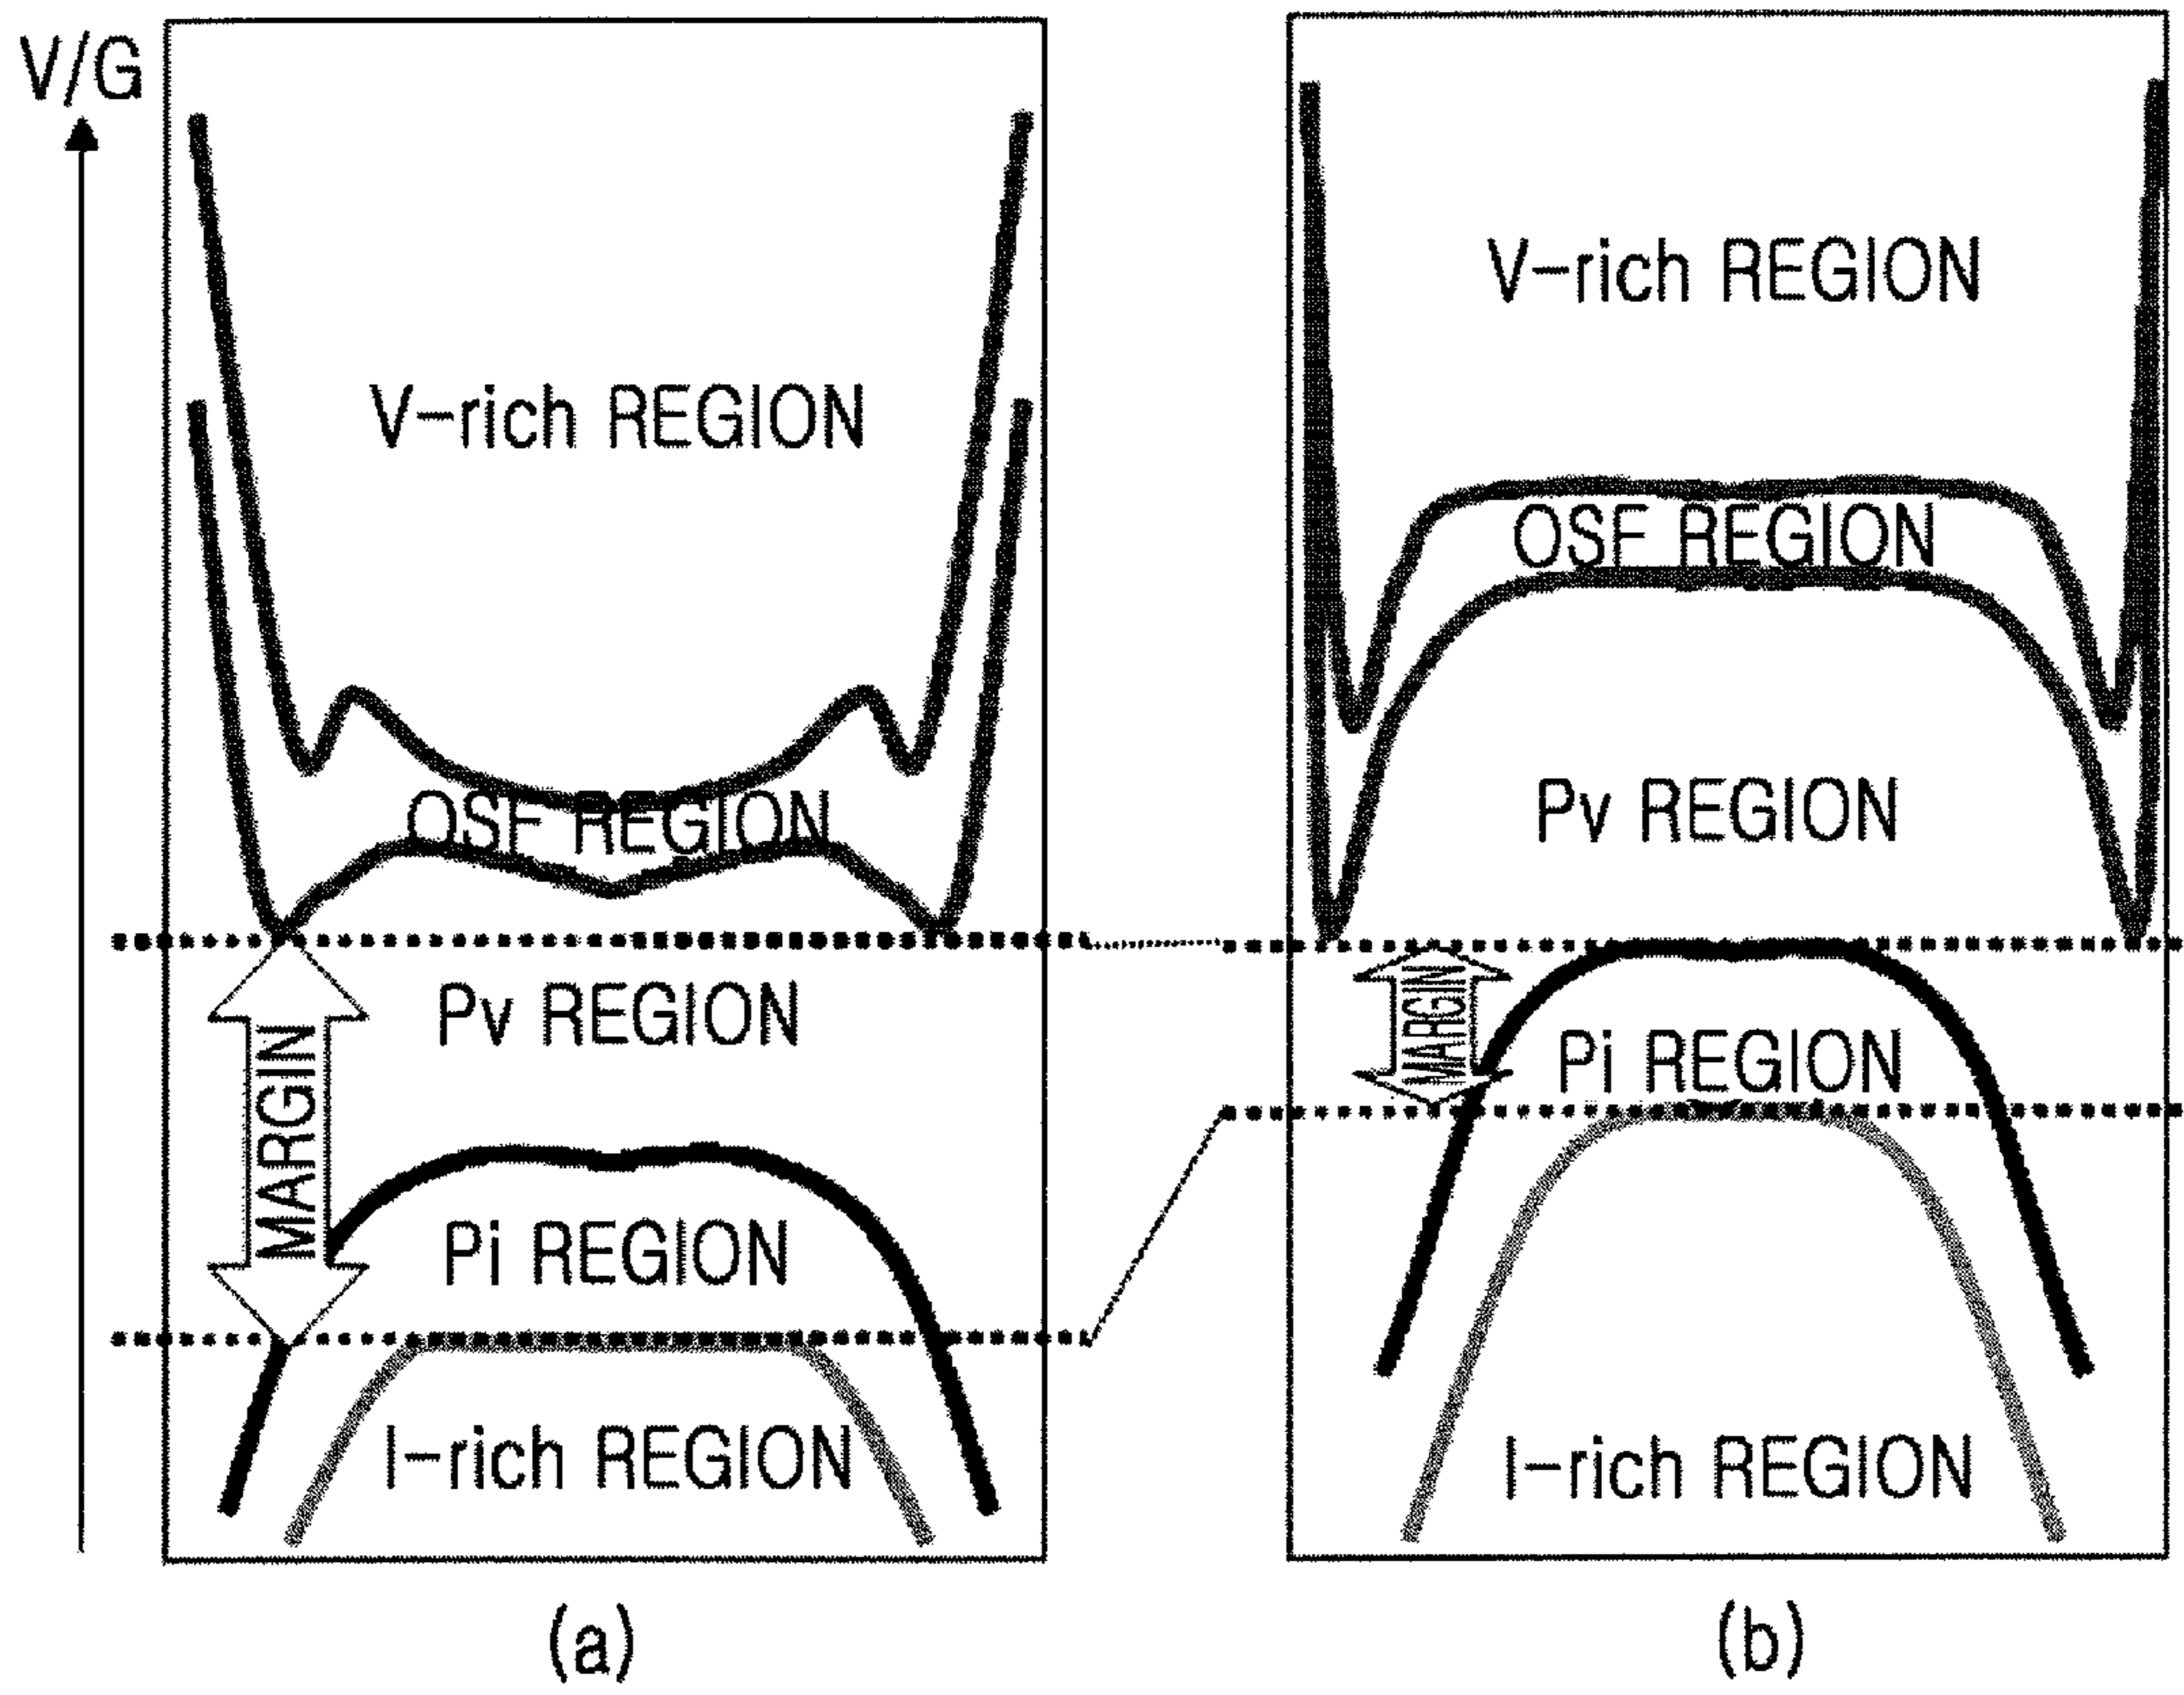 V/G
V-rich REGION
OSF REGION
Pv REGION
MARGIN
Pi REGION
I-rich REGION
(a)
V-rich REGION
OSF REGION
Pv REGION
MARGIN
Pi REGION
I-rich REGION
(b)